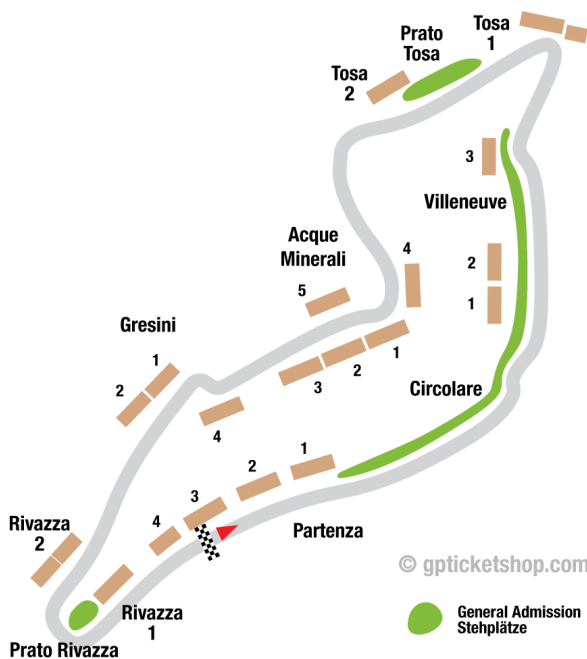 Tosa
1
Prato
Tosa
Tosa
2
3
Villeneuve
Acque
Minerali
4
2
5
1
Gresini
1
2
1
2
3
Circolare
4
1
2
3
4
Partenza
Rivazza
2
© gpticketshop.com
Rivazza
1
Prato Rivazza
General Admission
Stehplätze